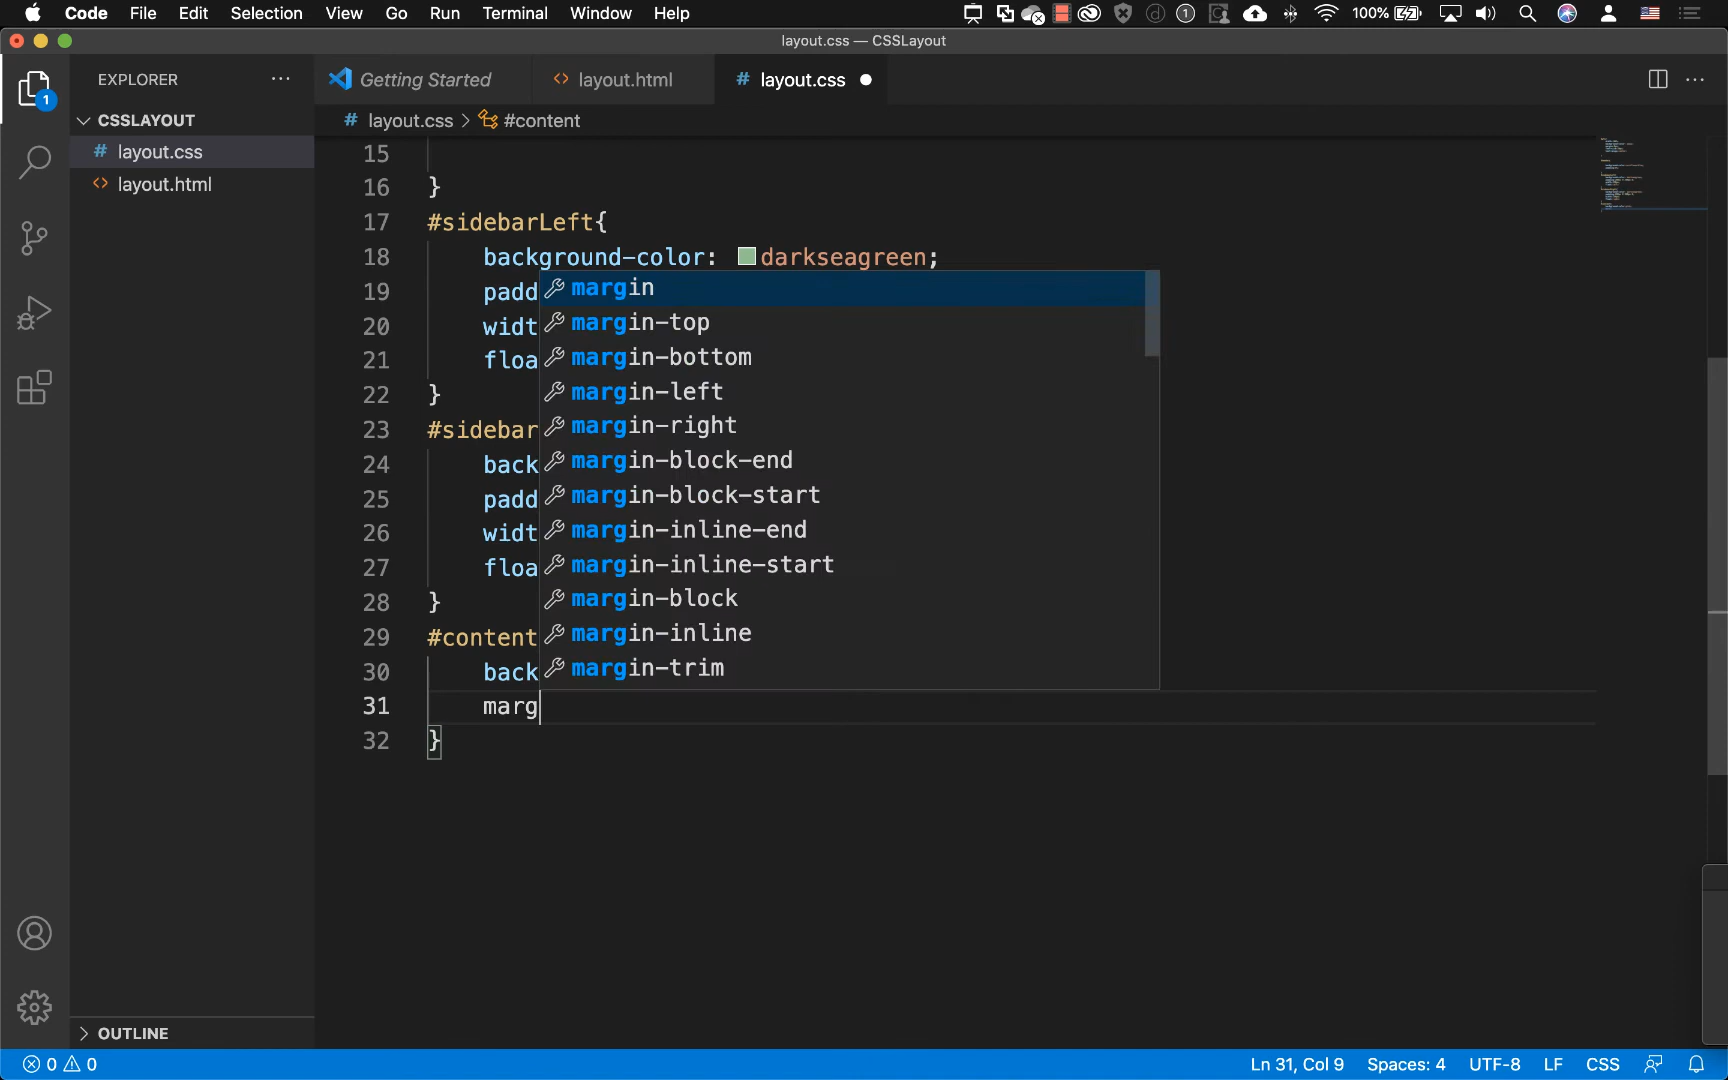 Code File Edit Selection View Go Run Terminal Window Help 100%
layout.css — CSSLayout
EXPLORER
Getting Started
layout.html
# layout.css
1
CSSLAYOUT
# layout.css > #content
# layout.css
layout.html
15
16 }
17 #sidebarLeft{
18 background-color: darkseagreen;
19 padd
20 widt
21 floa
22 }
23 #sidebar
24 back
25 padd
26 widt
27 floa
28 }
29 #content
30 back
31 marg
32 }
margin
margin-top
margin-bottom
margin-left
margin-right
margin-block-end
margin-block-start
margin-inline-end
margin-inline-start
margin-block
margin-inline
margin-trim
OUTLINE
0 0 Ln 31, Col 9 Spaces: 4 UTF-8 LF CSS